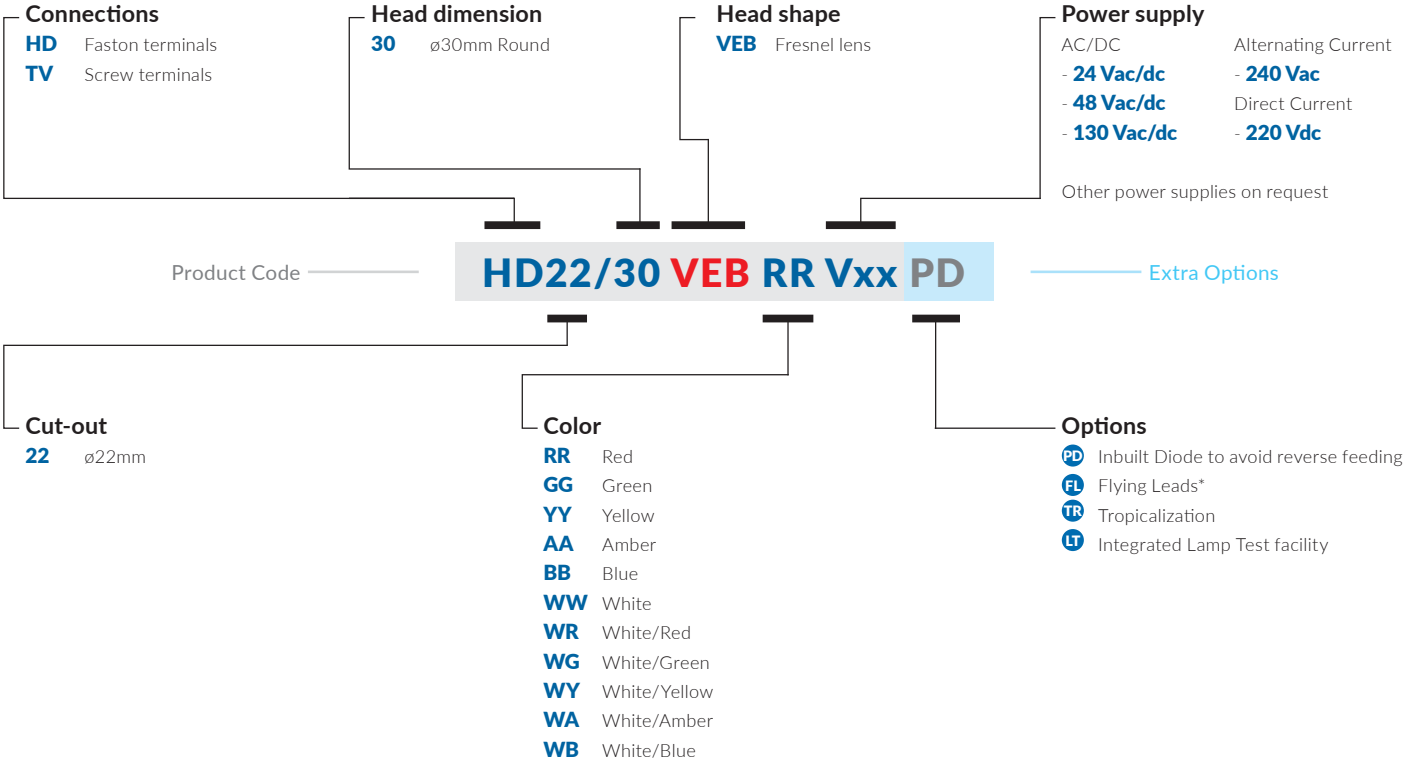 Connections
HD Faston terminals
TV Screw terminals
Head dimension
30 ø30mm Round
Head shape
VEB Fresnel lens
Power supply
AC/DC
- 24 Vac/dc
- 48 Vac/dc
- 130 Vac/dc
Alternating Current
- 240 Vac
Direct Current
- 220 Vdc
Other power supplies on request
Product Code
HD22/30 VEB RR Vxx PD
Extra Options
Cut-out
22 ø22mm
Color
RR Red
GG Green
YY Yellow
AA Amber
BB Blue
WW White
WR White/Red
WG White/Green
WY White/Yellow
WA White/Amber
WB White/Blue
Options
PD Inbuilt Diode to avoid reverse feeding
FL Flying Leads*
TR Tropicalization
LT Integrated Lamp Test facility